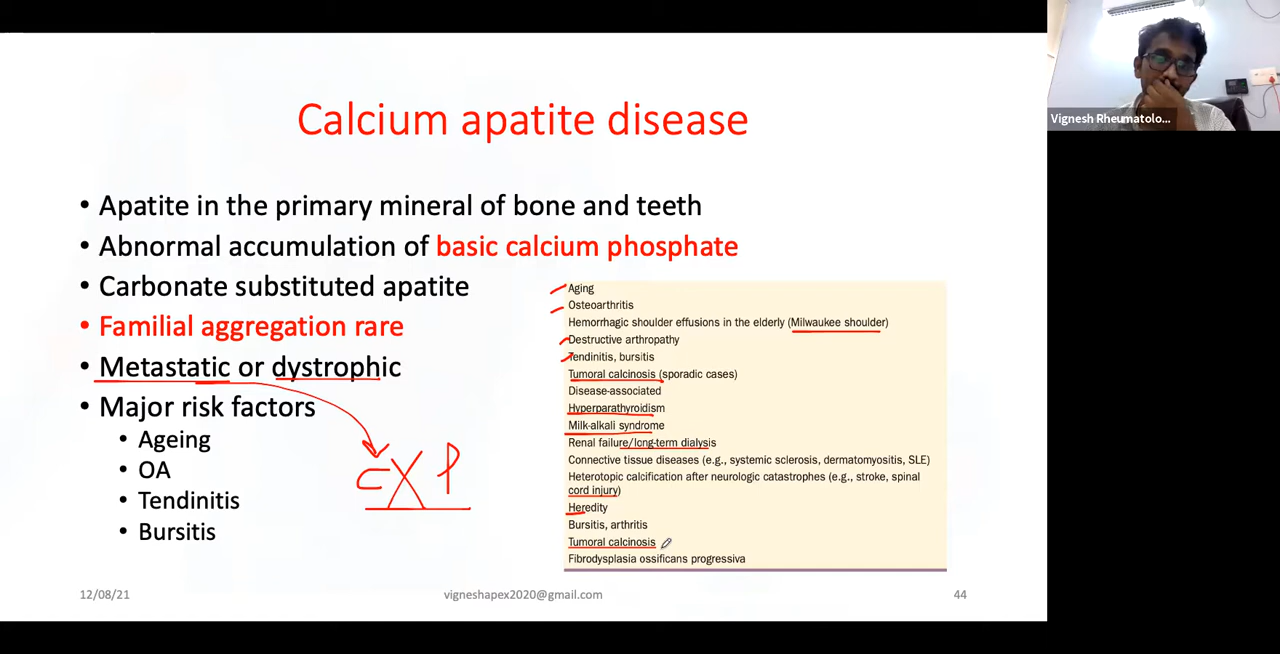 Calcium apatite disease
Vignesh Rheumatolo...
• Apatite in the primary mineral of bone and teeth
• Abnormal accumulation of basic calcium phosphate
• Carbonate substituted apatite
• Familial aggregation rare
• Metastatic or dystrophic
• Major risk factors
• Ageing
• OA
• Tendinitis
• Bursitis
C X P
Aging
Osteoarthritis
Hemorrhagic shoulder effusions in the elderly (Milwaukee shoulder)
Destructive arthropathy
Tendinitis, bursitis
Tumoral calcinosis (sporadic cases)
Disease-associated
Hyperparathyroidism
Milk-alkali syndrome
Renal failure/long-term dialysis
Connective tissue diseases (e.g., systemic sclerosis, dermatomyositis, SLE)
Heterotopic calcification after neurologic catastrophes (e.g., stroke, spinal
cord injury)
Heredity
Bursitis, arthritis
Tumoral calcinosis
Fibrodysplasia ossificans progressiva
12/08/21
vigneshapex2020@gmail.com
44